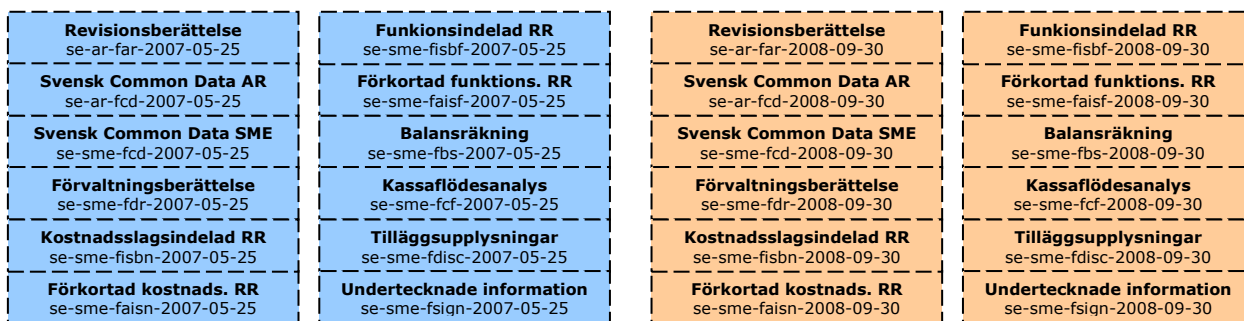 Revisionsberättelse
se-ar-far-2007-05-25
Svensk Common Data AR
se-ar-fcd-2007-05-25
Svensk Common Data SME
se-sme-fcd-2007-05-25
Förvaltningsberättelse
se-sme-fdr-2007-05-25
Kostnadsslagsindelad RR
se-sme-fisbn-2007-05-25
Förkortad kostnads. RR
se-sme-faisn-2007-05-25
Funkionsindelad RR
se-sme-fisbf-2007-05-25
Förkortad funktions. RR
se-sme-faisf-2007-05-25
Balansräkning
se-sme-fbs-2007-05-25
Kassaflödesanalys
se-sme-fcf-2007-05-25
Tilläggsupplysningar
se-sme-fdisc-2007-05-25
Undertecknade information
se-sme-fsign-2007-05-25
Revisionsberättelse
se-ar-far-2008-09-30
Svensk Common Data AR
se-ar-fcd-2008-09-30
Svensk Common Data SME
se-sme-fcd-2008-09-30
Förvaltningsberättelse
se-sme-fdr-2008-09-30
Kostnadsslagsindelad RR
se-sme-fisbn-2008-09-30
Förkortad kostnads. RR
se-sme-faisn-2008-09-30
Funkionsindelad RR
se-sme-fisbf-2008-09-30
Förkortad funktions. RR
se-sme-faisf-2008-09-30
Balansräkning
se-sme-fbs-2008-09-30
Kassaflödesanalys
se-sme-fcf-2008-09-30
Tilläggsupplysningar
se-sme-fdisc-2008-09-30
Undertecknade information
se-sme-fsign-2008-09-30